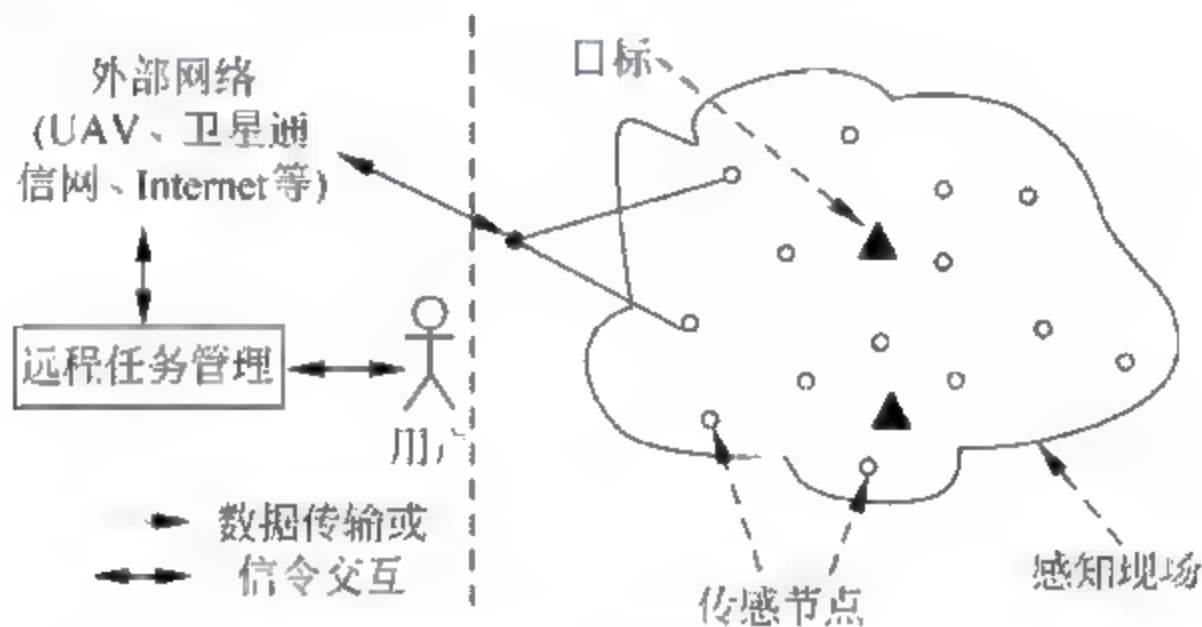 外部网络
(UAV、卫星通
信网、Internet等)
远程任务管理
用户
数据传输或
信令交互
目标
传感节点
感知现场